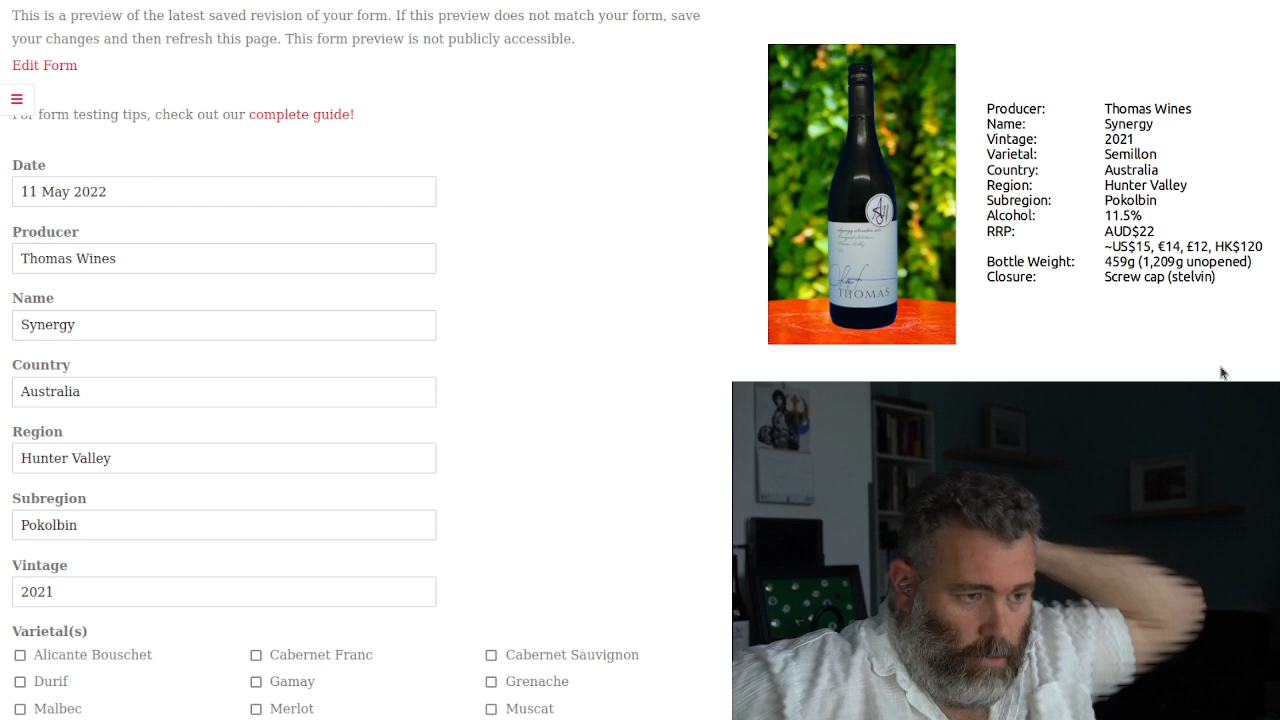 This is a preview of the latest saved revision of your form. If this preview does not match your form, save
your changes and then refresh this page. This form preview is not publicly accessible.
Edit Form
form testing tips, check out our complete guide!
Date
11 May 2022
Producer
Thomas Wines
Name
Synergy
Country
Australia
Region
Hunter Valley
Subregion
Pokolbin
Vintage
2021
Varietal(s)
Alicante Bouschet Cabernet Franc Cabernet Sauvignon
Durif Gamay Grenache
Malbec Merlot Muscat
THOMAS
Producer: Thomas Wines
Name: Synergy
Vintage: 2021
Varietal: Semillon
Country: Australia
Region: Hunter Valley
Subregion: Pokolbin
Alcohol: 11.5%
RRP: AUD$22
~US$15, €14, £12, HK$120
Bottle Weight: 459g (1,209g unopened)
Closure: Screw cap (stelvin)